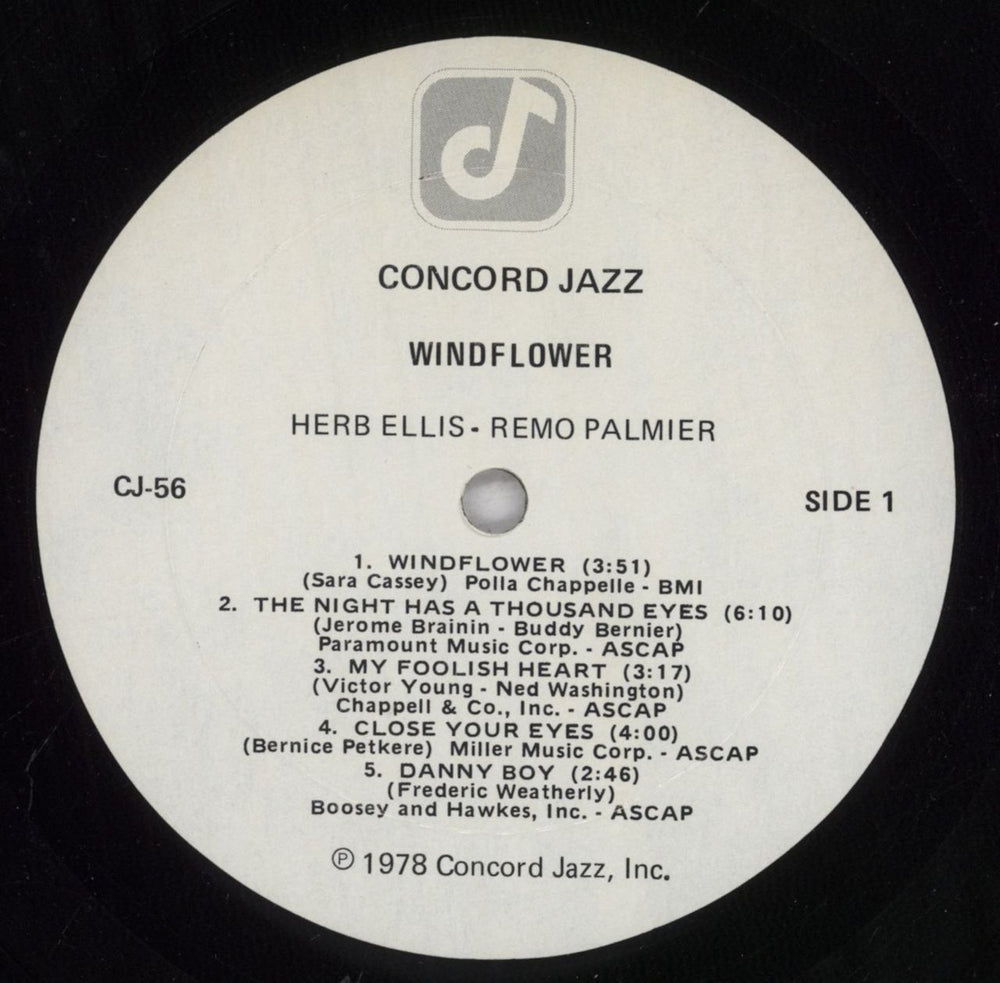 CONCORD JAZZ
WINDFLOWER
HERB ELLIS - REMO PALMIER
CJ-56
SIDE 1
1. WINDFLOWER (3:51)
(Sara Cassey) Polla Chappelle - BMI
2. THE NIGHT HAS A THOUSAND EYES (6:10)
(Jerome Brainin - Buddy Bernier)
Paramount Music Corp. - ASCAP
3. MY FOOLISH HEART (3:17)
(Victor Young - Ned Washington)
Chappell & Co., Inc. - ASCAP
4. CLOSE YOUR EYES (4:00)
(Bernice Petkere) Miller Music Corp. - ASCAP
5. DANNY BOY (2:46)
(Frederic Weatherly)
Boosey and Hawkes, Inc. - ASCAP
℗ 1978 Concord Jazz, Inc.